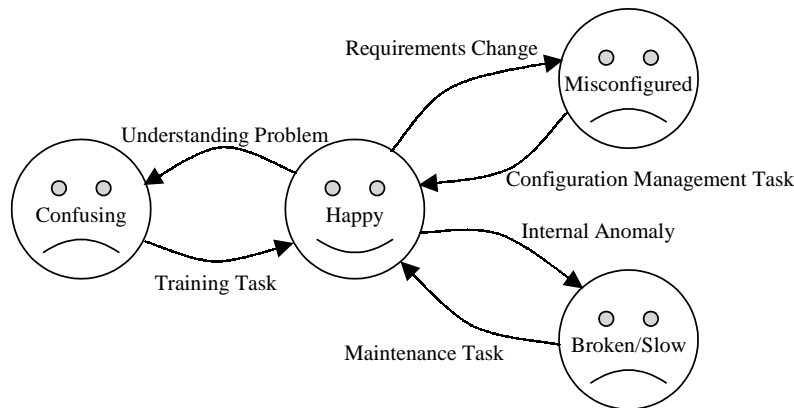 Requirements Change
Misconfigured
Understanding Problem
Configuration Management Task
Confusing
Happy
Internal Anomaly
Training Task
Broken/Slow
Maintenance Task